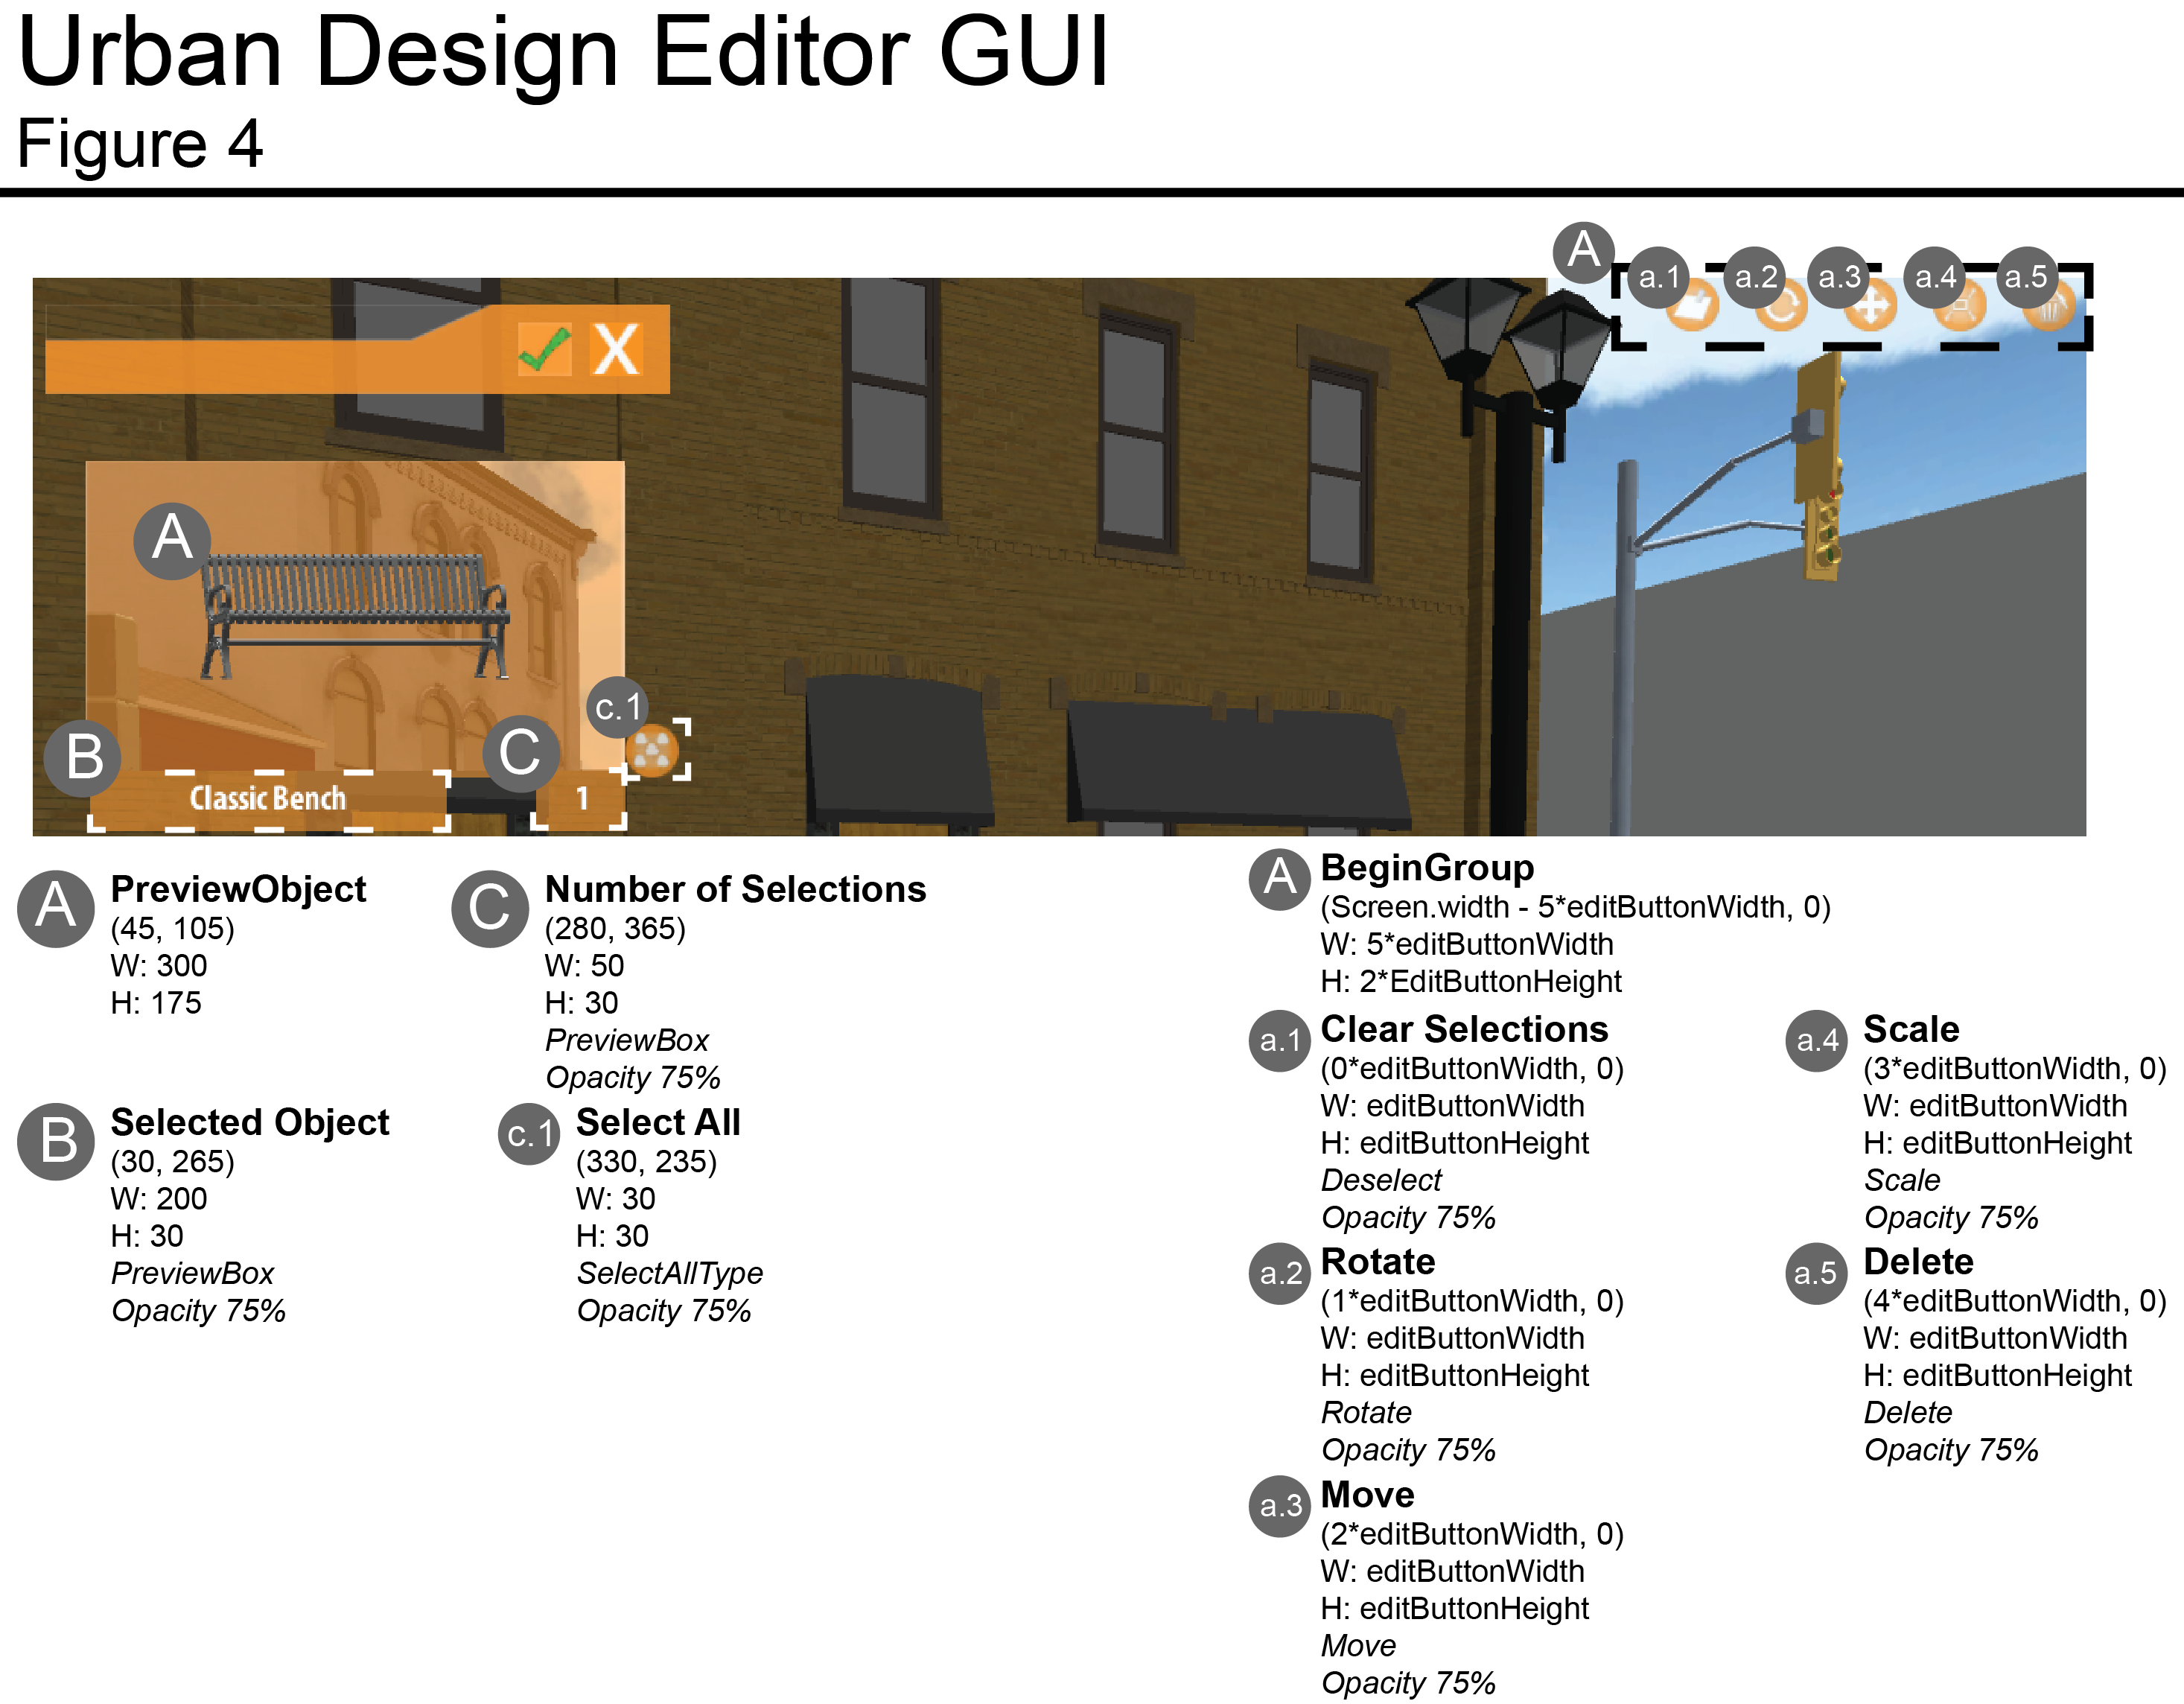 Urban Design Editor GUI
Figure 4
A
a.1 a.2 a.3 a.4 a.5
X
A
c.1
B
C
Classic Bench
1
A
PreviewObject
(45, 105)
W: 300
H: 175
B
Selected Object
(30, 265)
W: 200
H: 30
PreviewBox
Opacity 75%
C
Number of Selections
(280, 365)
W: 50
H: 30
PreviewBox
Opacity 75%
c.1
Select All
(330, 235)
W: 30
H: 30
SelectAllType
Opacity 75%
A
BeginGroup
(Screen.width - 5*editButtonWidth, 0)
W: 5*editButtonWidth
H: 2*EditButtonHeight
a.1
Clear Selections
(0*editButtonWidth, 0)
W: editButtonWidth
H: editButtonHeight
Deselect
Opacity 75%
a.2
Rotate
(1*editButtonWidth, 0)
W: editButtonWidth
H: editButtonHeight
Rotate
Opacity 75%
a.3
Move
(2*editButtonWidth, 0)
W: editButtonWidth
H: editButtonHeight
Move
Opacity 75%
a.4
Scale
(3*editButtonWidth, 0)
W: editButtonWidth
H: editButtonHeight
Scale
Opacity 75%
a.5
Delete
(4*editButtonWidth, 0)
W: editButtonWidth
H: editButtonHeight
Delete
Opacity 75%